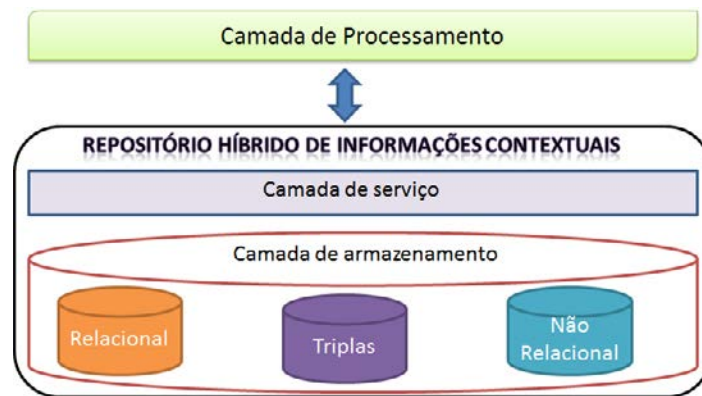 Camada de Processamento
REPOSITÓRIO HÍBRIDO DE INFORMAÇÕES CONTEXTUAIS
Camada de serviço
Camada de armazenamento
Relacional
Triplas
Não
Relacional